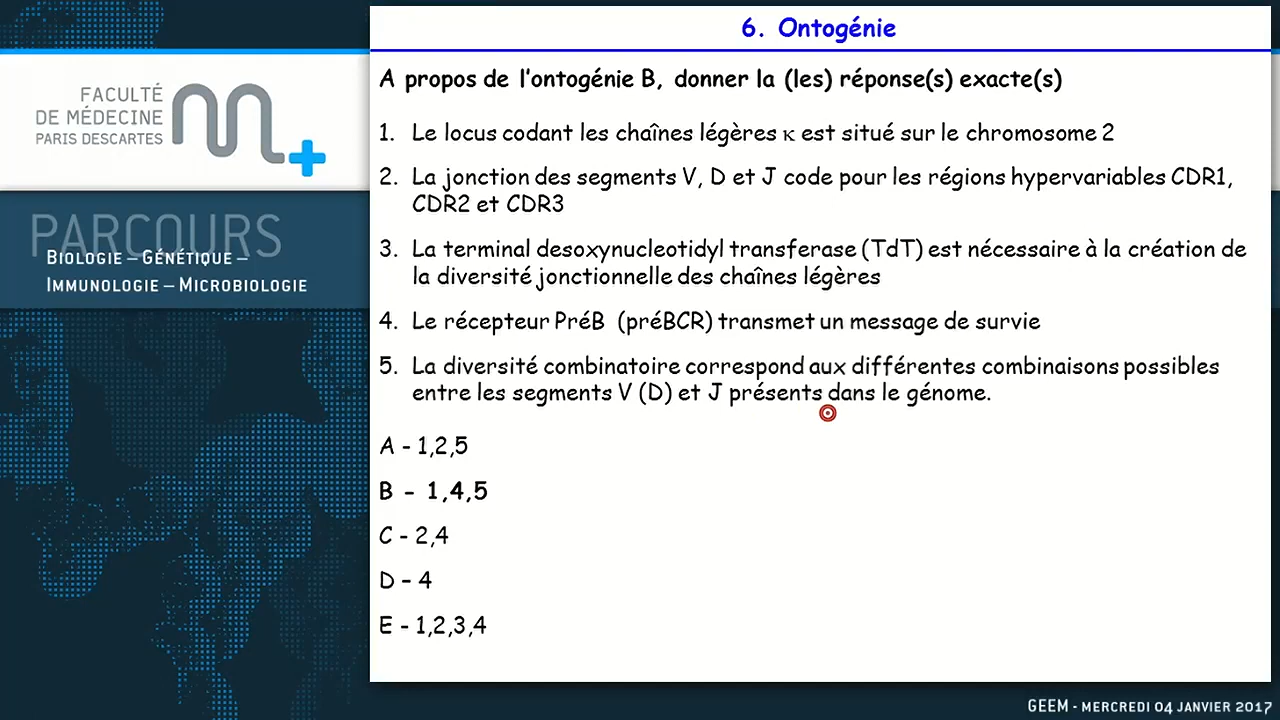 6. Ontogénie
FACULTÉ
DE MÉDECINE
PARIS DESCARTES
PARCOURS
BIOLOGIE – GÉNÉTIQUE –
IMMUNOLOGIE – MICROBIOLOGIE
A propos de l'ontogénie B, donner la (les) réponse(s) exacte(s)
1. Le locus codant les chaînes légères κ est situé sur le chromosome 2
2. La jonction des segments V, D et J code pour les régions hypervariables CDR1,
CDR2 et CDR3
3. La terminal desoxynucleotidyl transferase (TdT) est nécessaire à la création de
la diversité jonctionnelle des chaînes légères
4. Le récepteur PréB (préBCR) transmet un message de survie
5. La diversité combinatoire correspond aux différentes combinaisons possibles
entre les segments V (D) et J présents dans le génome.
A - 1,2,5
B - 1,4,5
C - 2,4
D – 4
E - 1,2,3,4
GEEM - MERCREDI 04 JANVIER 2017